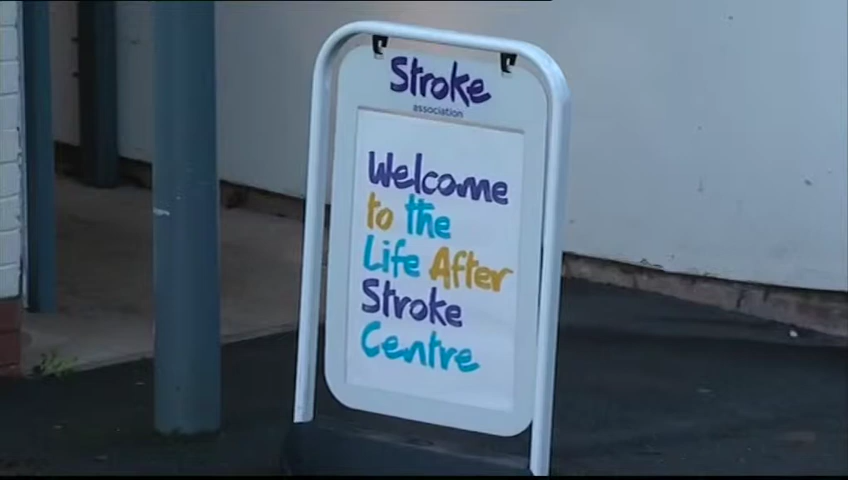 Stroke
association
Welcome
to the
Life After
Stroke
Centre